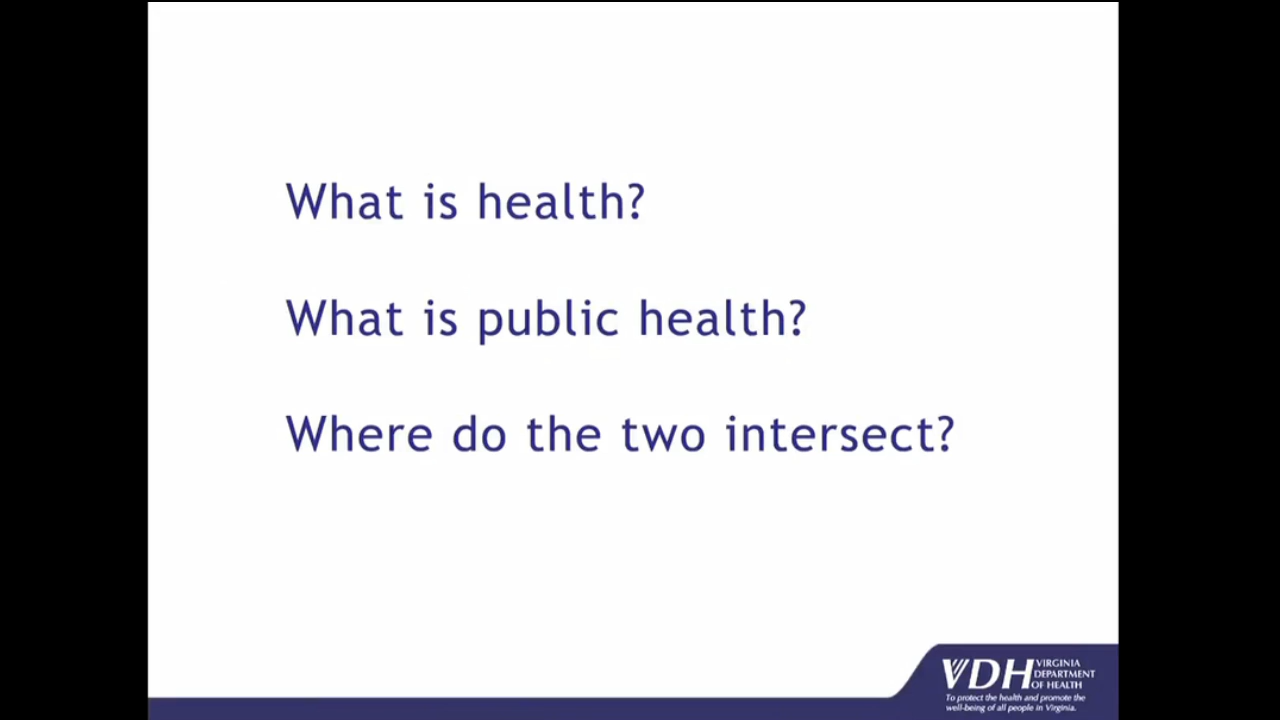 What is health?
What is public health?
Where do the two intersect?
VDH VIRGINIA
DEPARTMENT
OF HEALTH
To protect the health and promote the
well-being of all people in Virginia.